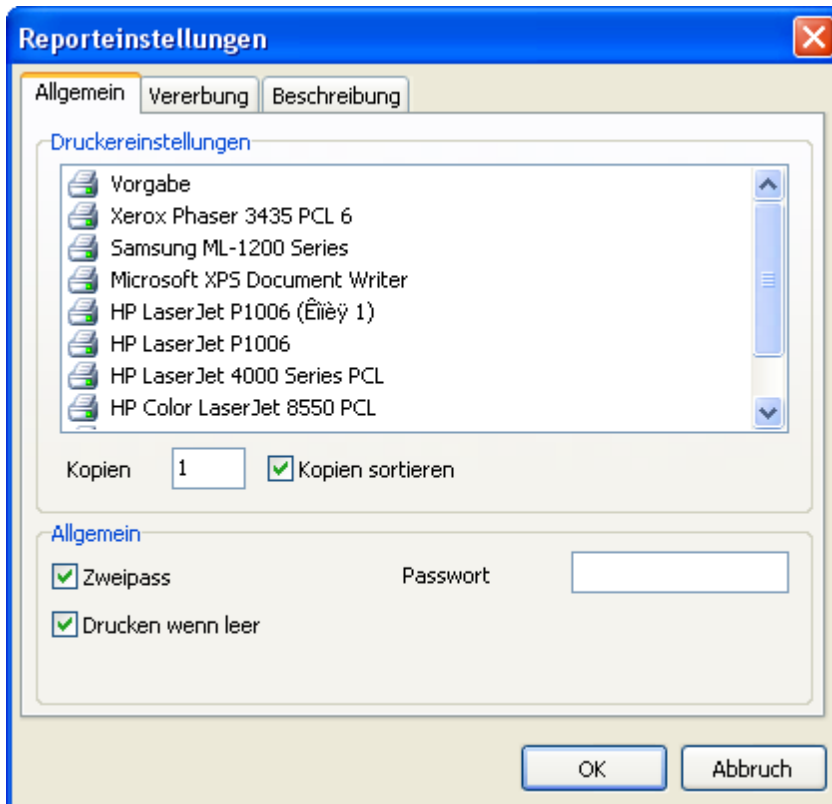 Reporteinstellungen
Allgemein Vererbung Beschreibung
Druckereinstellungen
Vorgabe
Xerox Phaser 3435 PCL 6
Samsung ML-1200 Series
Microsoft XPS Document Writer
HP LaserJet P1006 (Êîïèÿ 1)
HP LaserJet P1006
HP LaserJet 4000 Series PCL
HP Color LaserJet 8550 PCL
Kopien 1 Kopien sortieren
Allgemein
Zweipass Passwort
Drucken wenn leer
OK Abbruch